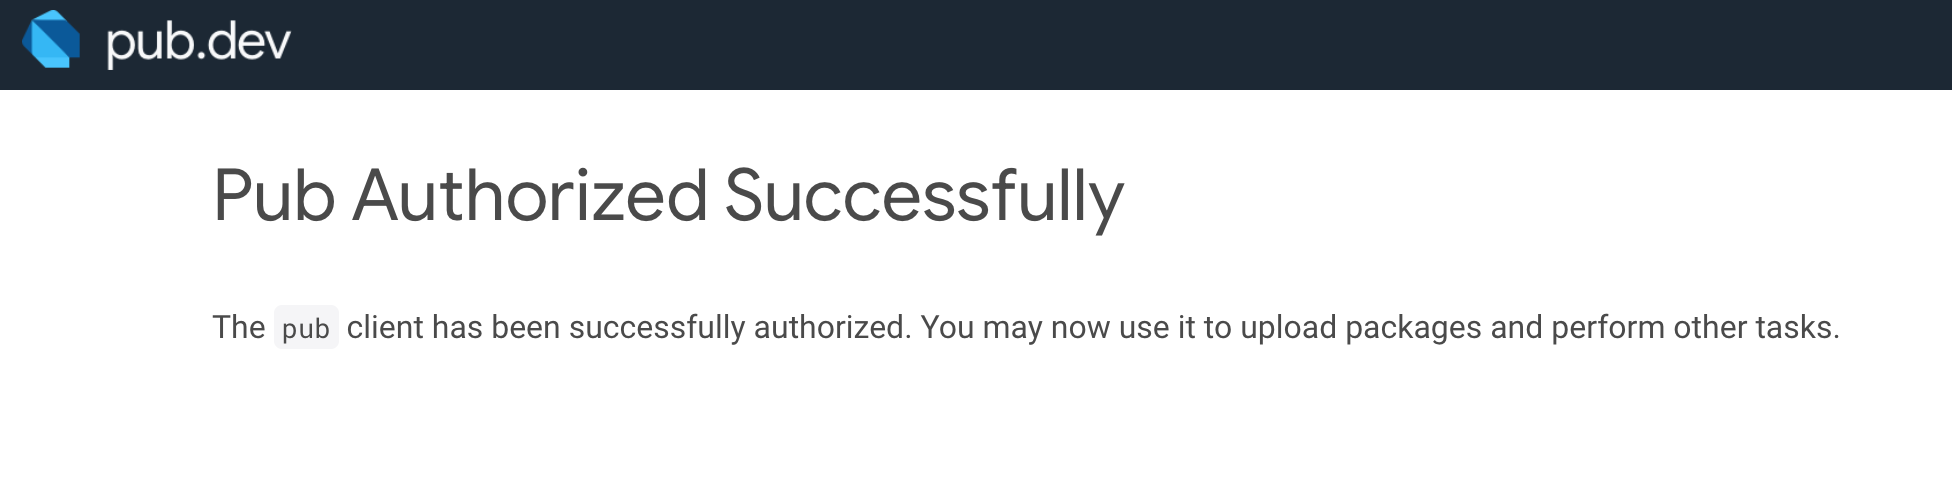 pub.dev
Pub Authorized Successfully
The pub client has been successfully authorized. You may now use it to upload packages and perform other tasks.